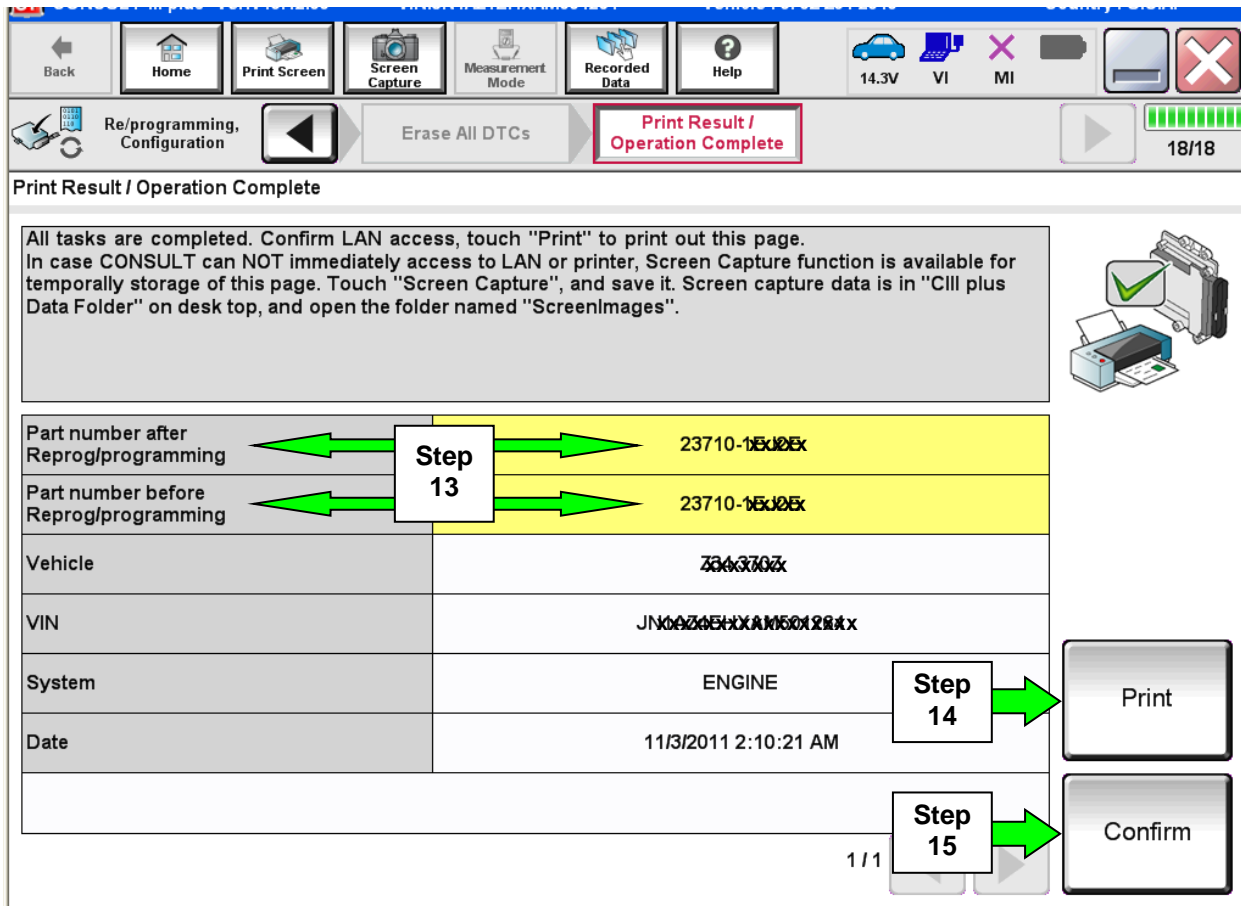 Back
Home
Print Screen
Screen
Capture
Measurement
Mode
Recorded
Data
Help
14.3V
VI
MI
Re/programming,
Configuration
Erase All DTCs
Print Result /
Operation Complete
18/18
Print Result / Operation Complete
All tasks are completed. Confirm LAN access, touch "Print" to print out this page.
In case CONSULT can NOT immediately access to LAN or printer, Screen Capture function is available for
temporally storage of this page. Touch "Screen Capture", and save it. Screen capture data is in "CIII plus
Data Folder" on desk top, and open the folder named "ScreenImages".
Part number after
Reprog/programming
Step
13
23710-
Part number before
Reprog/programming
23710-
Vehicle
VIN
System
ENGINE
Step
14
Print
Date
11/3/2011 2:10:21 AM
Step
15
Confirm
1 / 1